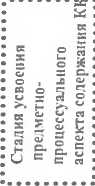 Стадия усвоения
предметно-
процессуального
аспекта содержания КК